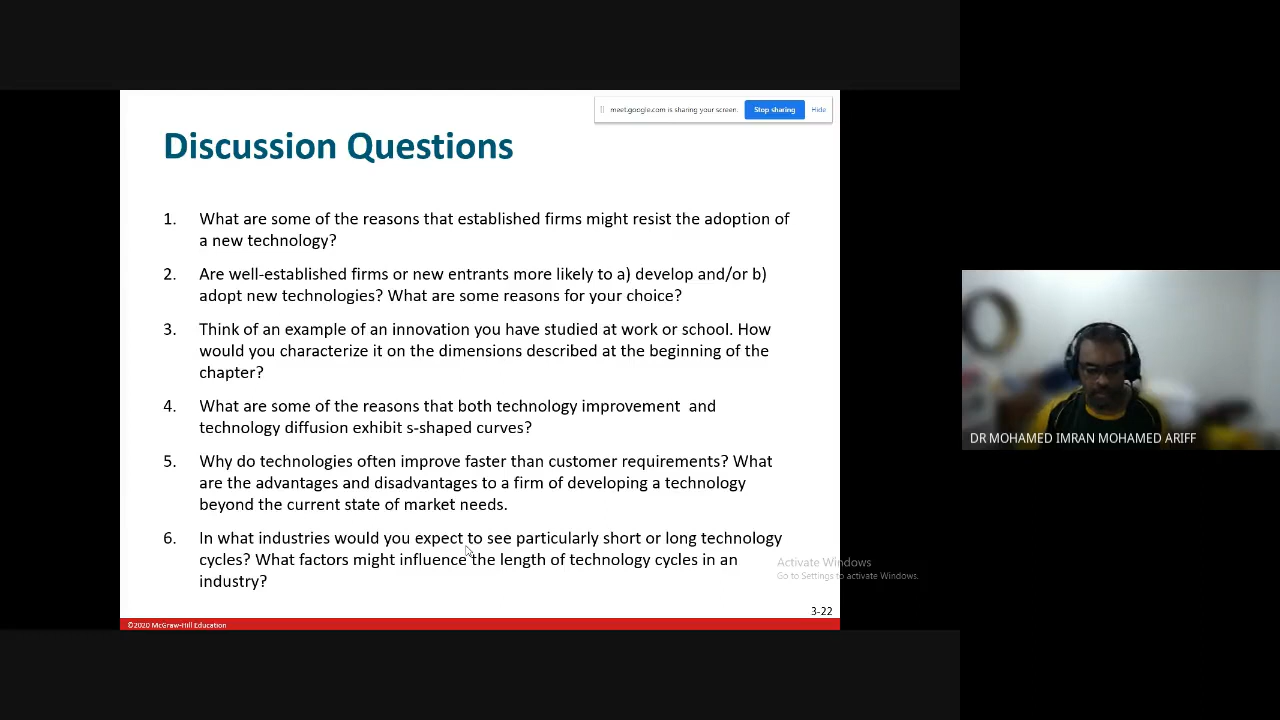 meet.google.com is sharing your screen.
Stop sharing
Hide
Discussion Questions
1. What are some of the reasons that established firms might resist the adoption of
a new technology?
2. Are well-established firms or new entrants more likely to a) develop and/or b)
adopt new technologies? What are some reasons for your choice?
3. Think of an example of an innovation you have studied at work or school. How
would you characterize it on the dimensions described at the beginning of the
chapter?
4. What are some of the reasons that both technology improvement  and
technology diffusion exhibit s-shaped curves?
5. Why do technologies often improve faster than customer requirements? What
are the advantages and disadvantages to a firm of developing a technology
beyond the current state of market needs.
6. In what industries would you expect to see particularly short or long technology
cycles? What factors might influence the length of technology cycles in an
industry?
Activate Windows
Go to Settings to activate Windows.
3-22
©2020 McGraw-Hill Education
DR MOHAMED IMRAN MOHAMED ARIFF